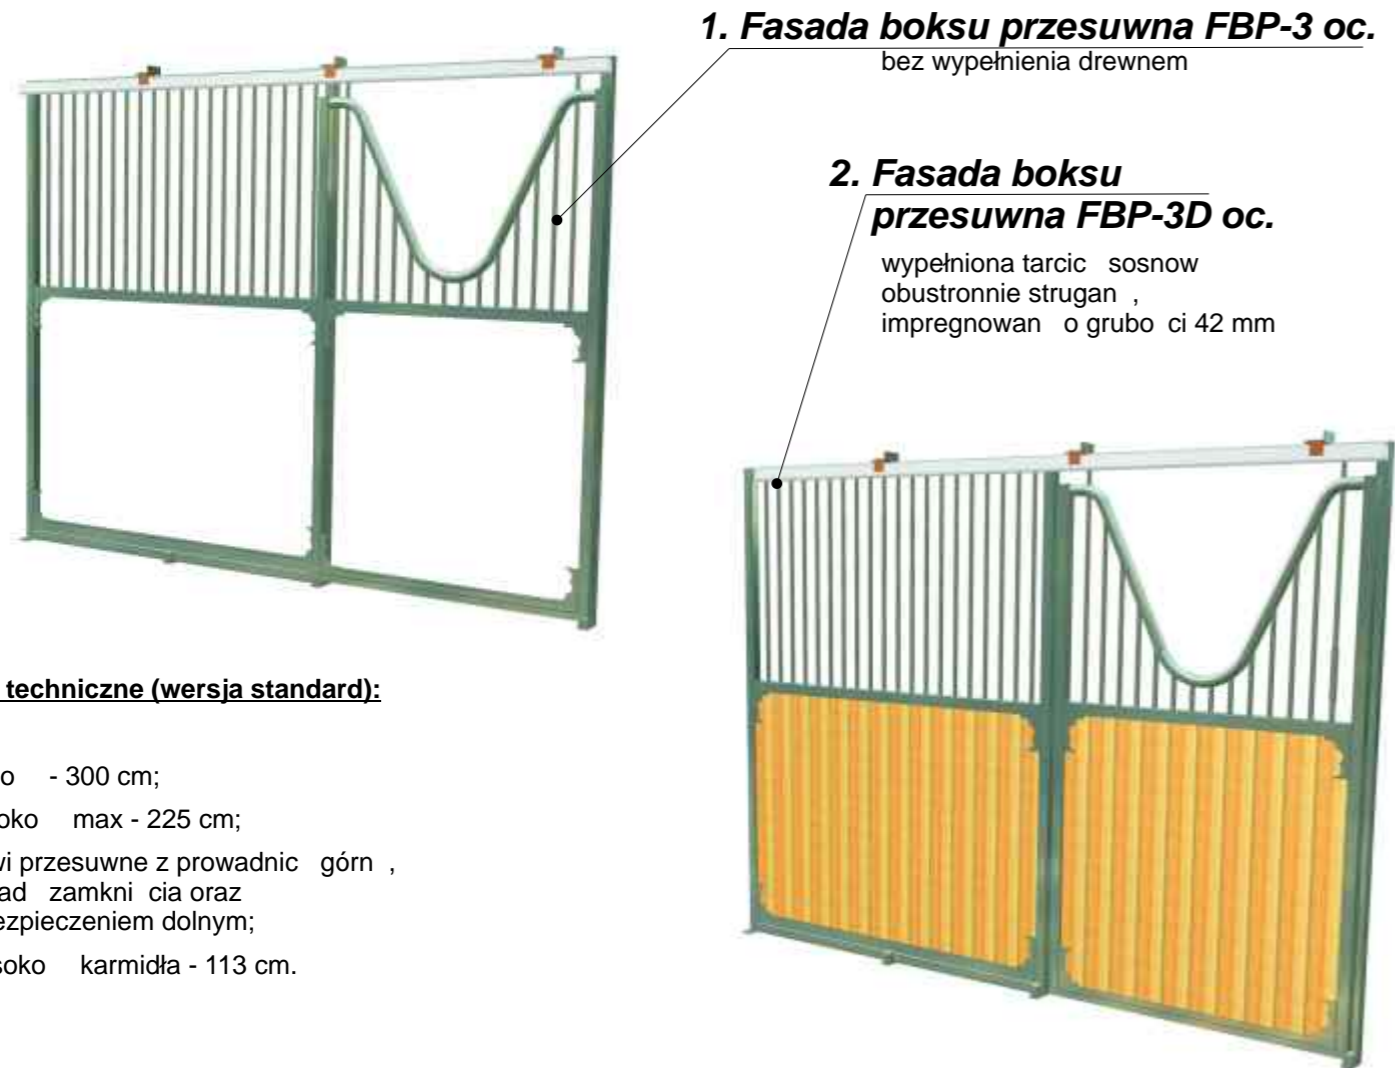 1. Fasada boksu przesuwna FBP-3 oc.
bez wypełnienia drewnem
2. Fasada boksu
przesuwna FBP-3D oc.
wypełniona tarcic sosnow
obustronnie strugan ,
impregnowan o grubo ci 42 mm
techniczne (wersja standard):
o - 300 cm;
oko max - 225 cm;
wi przesuwne z prowadnic górn ,
ad zamkni cia oraz
ezpieczeniem dolnym;
soko karmidła - 113 cm.